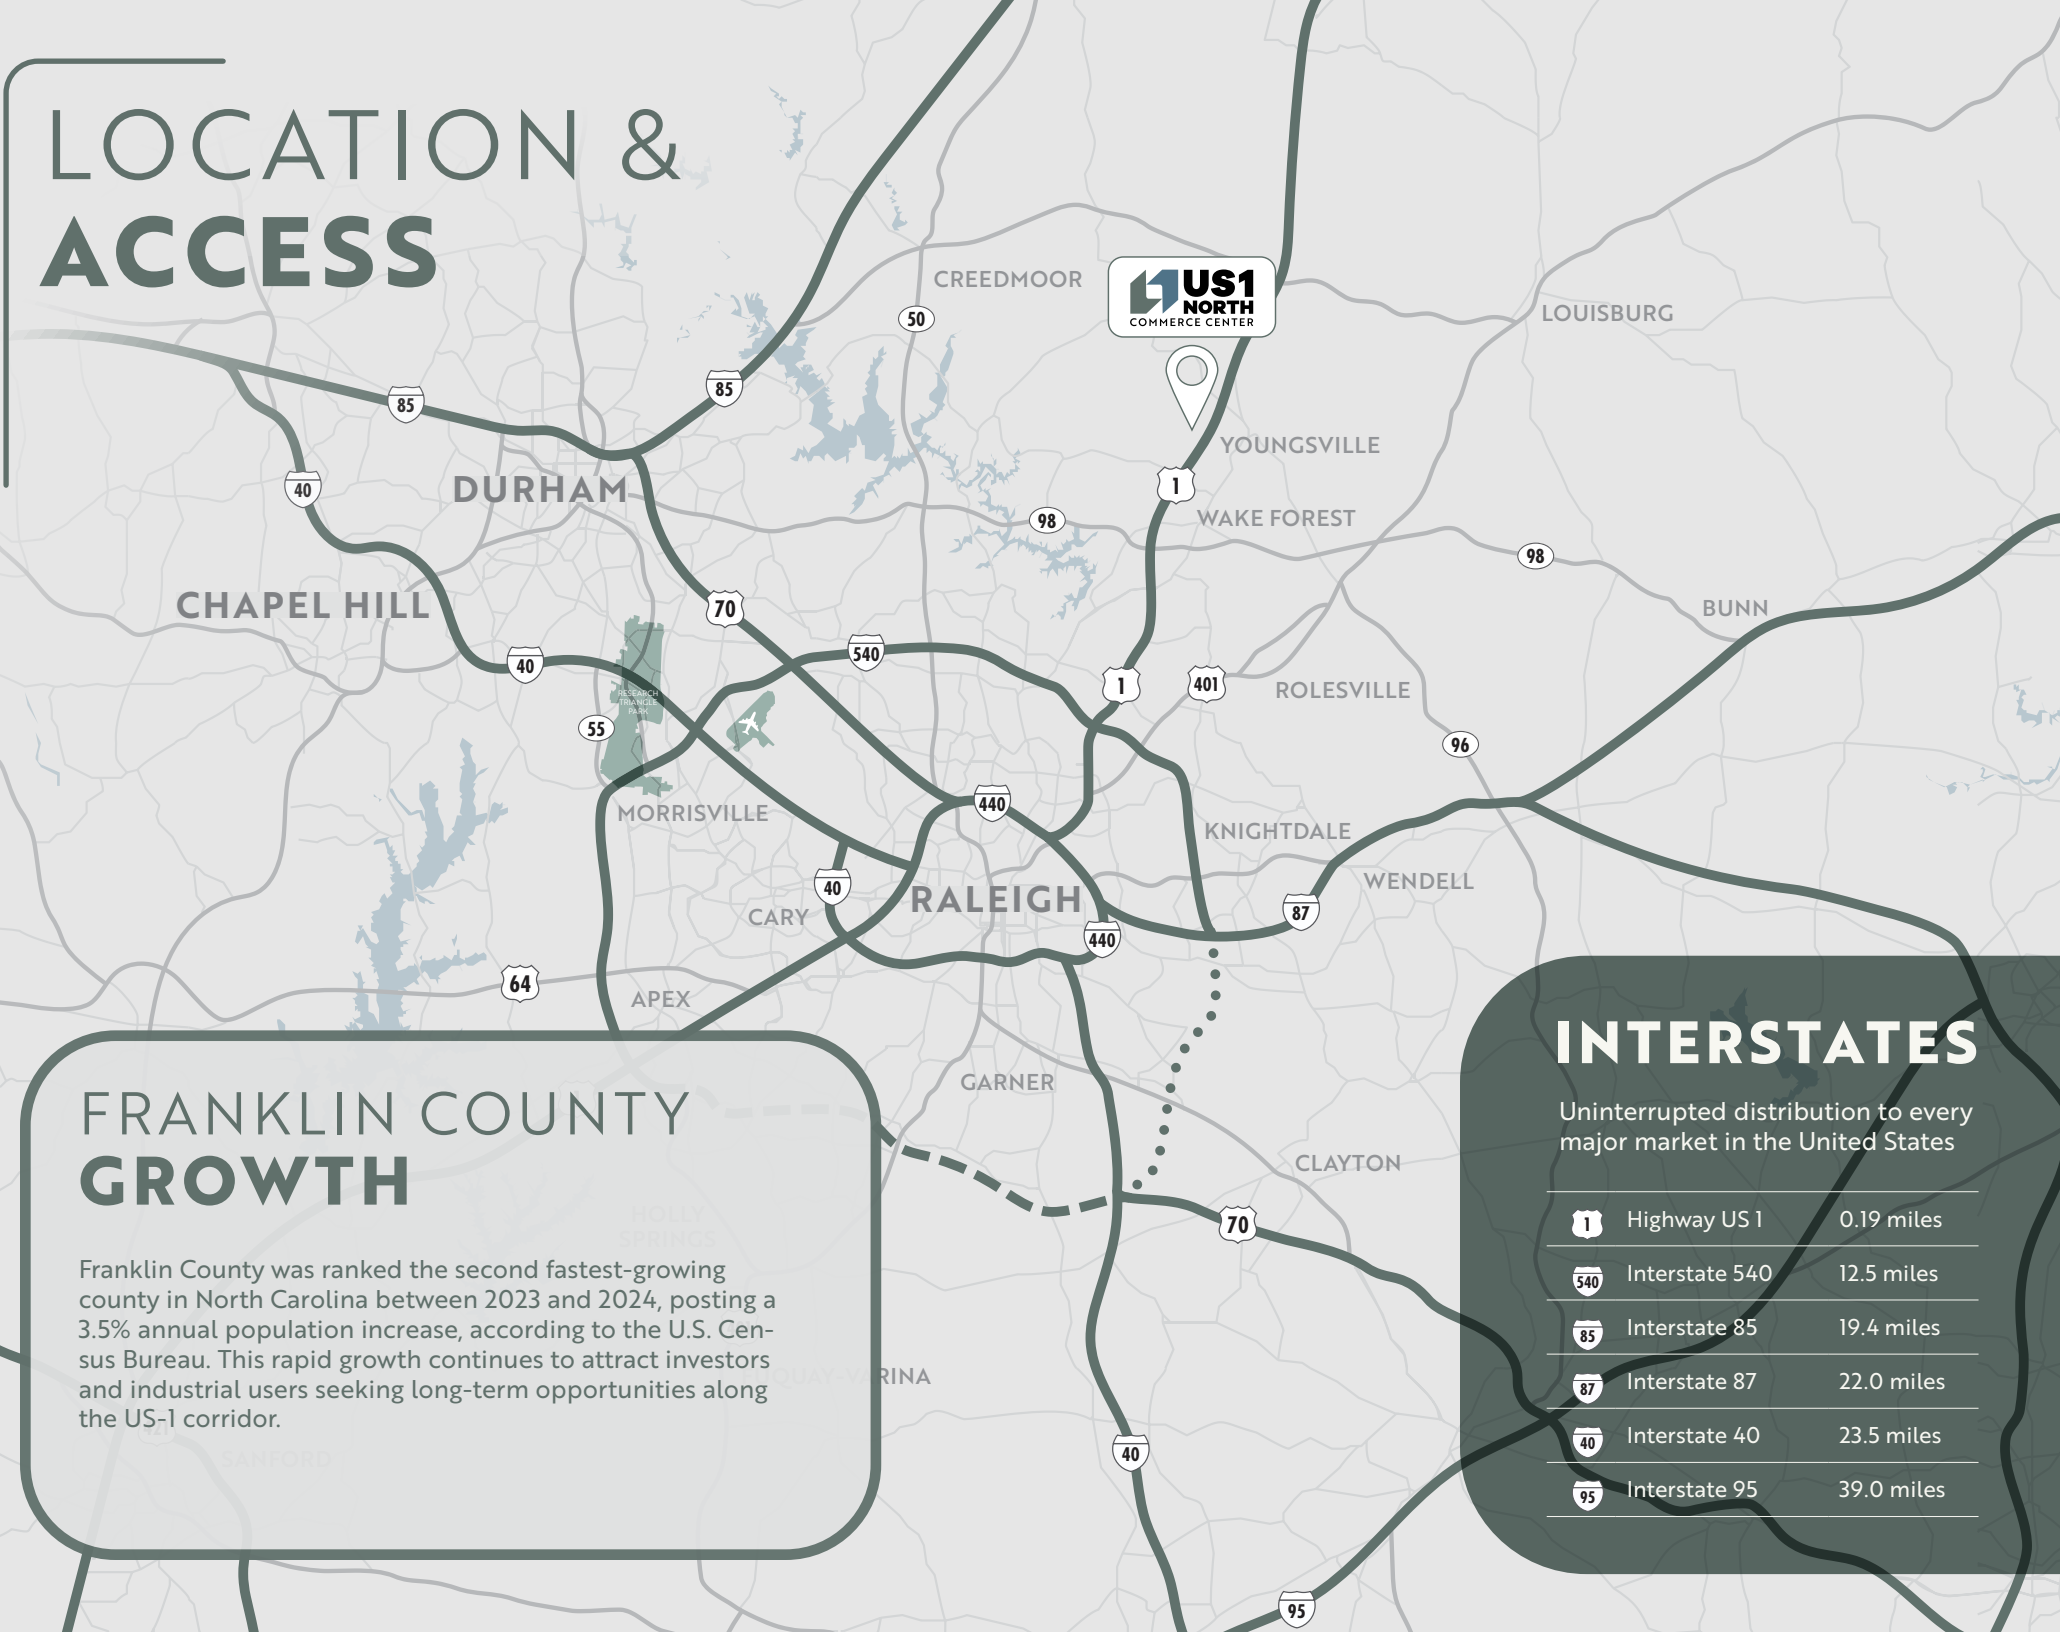 LOCATION &
ACCESS
CREEDMOOR
US1
NORTH
COMMERCE CENTER
50
LOUISBURG
85
85
YOUNGSVILLE
40
DURHAM
1
98
WAKE FOREST
98
CHAPEL HILL
70
BUNN
540
40
1
401
ROLESVILLE
RESEARCH
TRIANGLE
PARK
55
96
MORRISVILLE
440
KNIGHTDALE
40
RALEIGH
WENDELL
CARY
87
440
64
APEX
GARNER
CLAYTON
70
HOLLY
SPRINGS
FUQUAY-VARINA
421
SANFORD
40
95
FRANKLIN COUNTY
GROWTH
Franklin County was ranked the second fastest-growing
county in North Carolina between 2023 and 2024, posting a
3.5% annual population increase, according to the U.S. Cen-
sus Bureau. This rapid growth continues to attract investors
and industrial users seeking long-term opportunities along
the US-1 corridor.
INTERSTATES
Uninterrupted distribution to every
major market in the United States
1 Highway US 1 0.19 miles
540 Interstate 540 12.5 miles
85 Interstate 85 19.4 miles
87 Interstate 87 22.0 miles
40 Interstate 40 23.5 miles
95 Interstate 95 39.0 miles